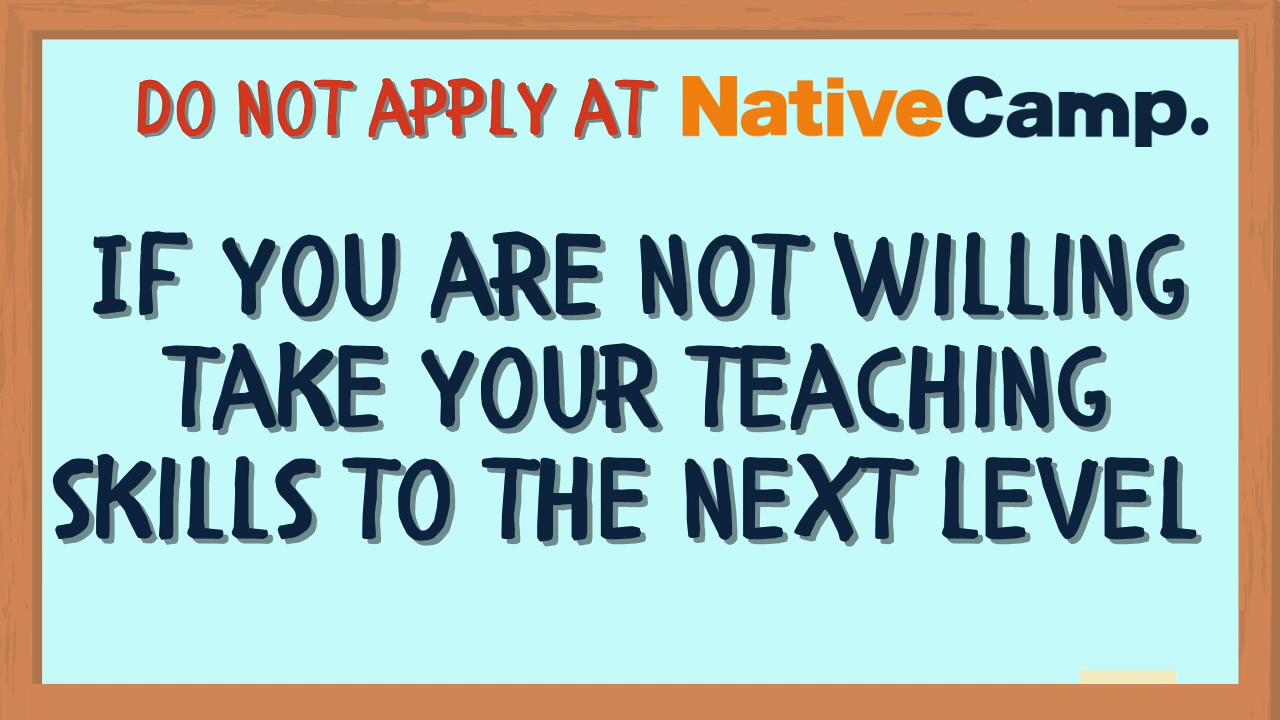 DO NOT APPLY AT NativeCamp.
IF YOU ARE NOT WILLING
TAKE YOUR TEACHING
SKILLS TO THE NEXT LEVEL